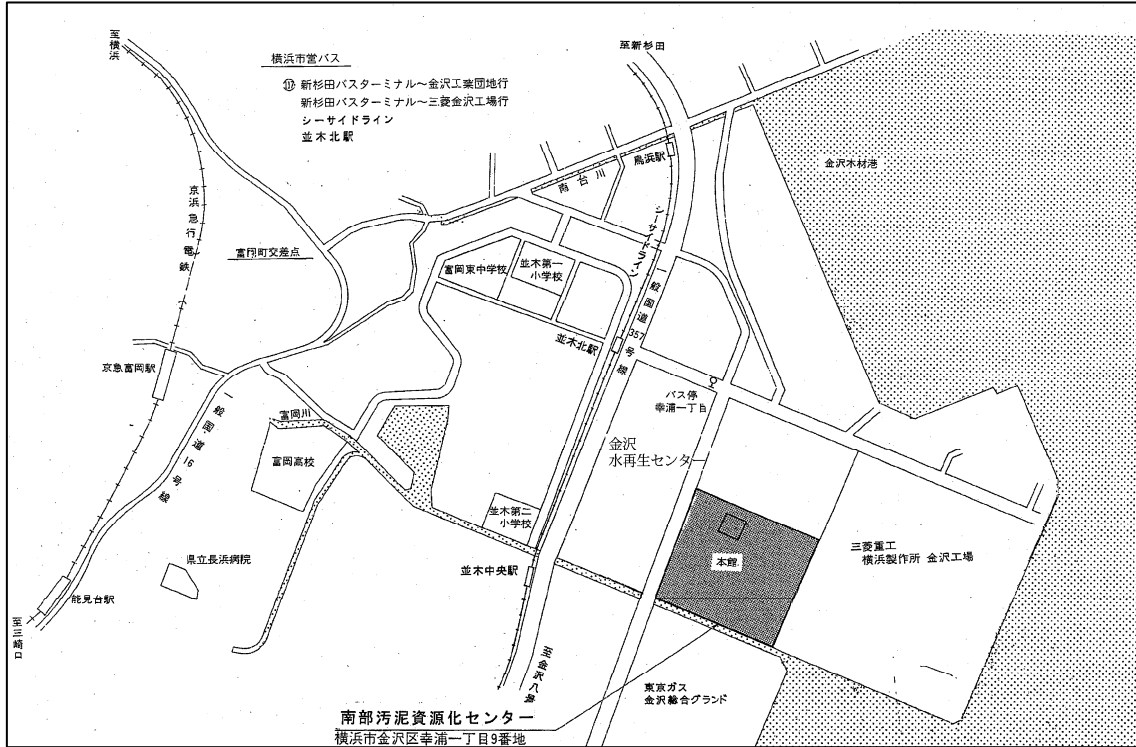 至横浜
横浜市営バス
117 新杉田バスターミナル～金沢工業団地行
新杉田バスターミナル～三菱金沢工場行
シーサイドライン
並木北駅
至新杉田
鳥浜駅
南台川
金沢木材港
京浜急行電鉄
富岡町交差点
富岡東中学校
並木第一
小学校
シーサイドライン
一般国道357号線
並木北駅
京急富岡駅
バス停
幸浦一丁目
一般国道16号線
富岡川
富岡高校
金沢
水再生センター
並木第二
小学校
本館
三菱重工
横浜製作所 金沢工場
県立長浜病院
並木中央駅
能見台駅
至三崎口
至金沢八景
東京ガス
金沢総合グランド
南部汚泥資源化センター
横浜市金沢区幸浦一丁目9番地